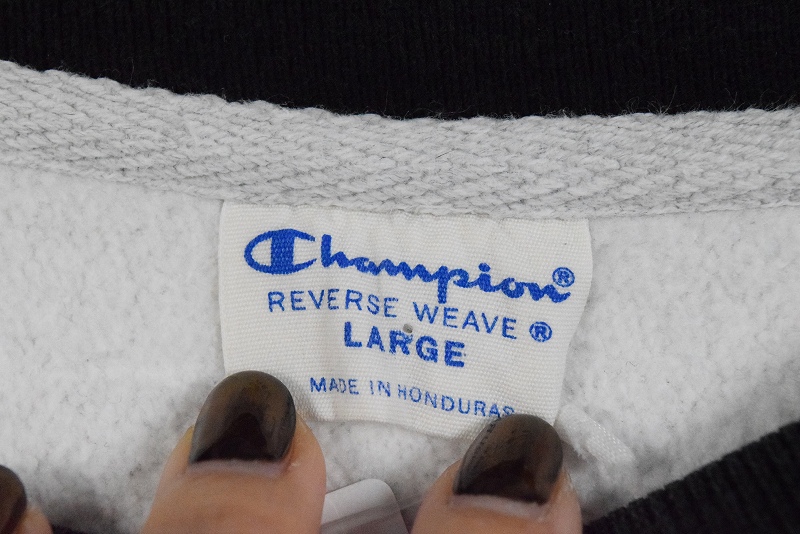 Champion®
REVERSE WEAVE ®
LARGE
MADE IN HONDURAS